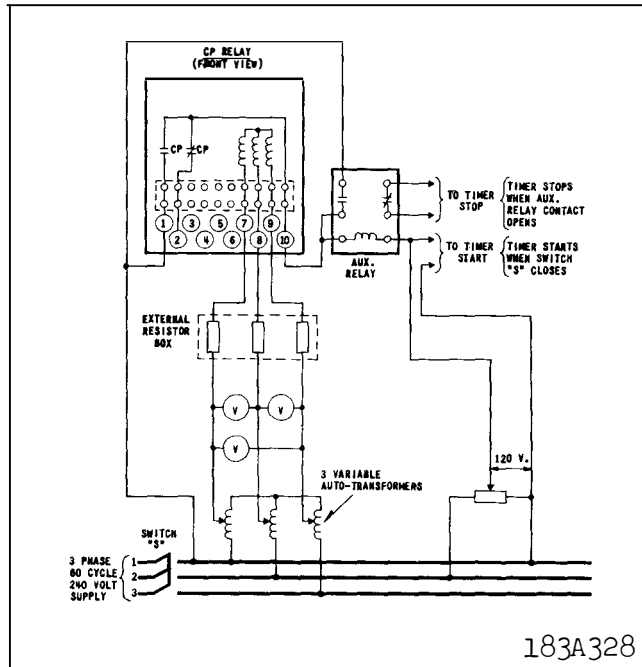 CP RELAY
(FRONT VIEW)
CP
CP
1
3
5
7
9
2
4
6
8
10
AUX.
RELAY
TO TIMER
STOP
TIMER STOPS
WHEN AUX.
RELAY CONTACT
OPENS
TO TIMER
START
TIMER STARTS
WHEN SWITCH
"S" CLOSES
EXTERNAL
RESISTOR
BOX
V
V
V
120 V.
3 VARIABLE
AUTO-TRANSFORMERS
SWITCH
"S"
3 PHASE
60 CYCLE
240 VOLT
SUPPLY
1
2
3
183A328